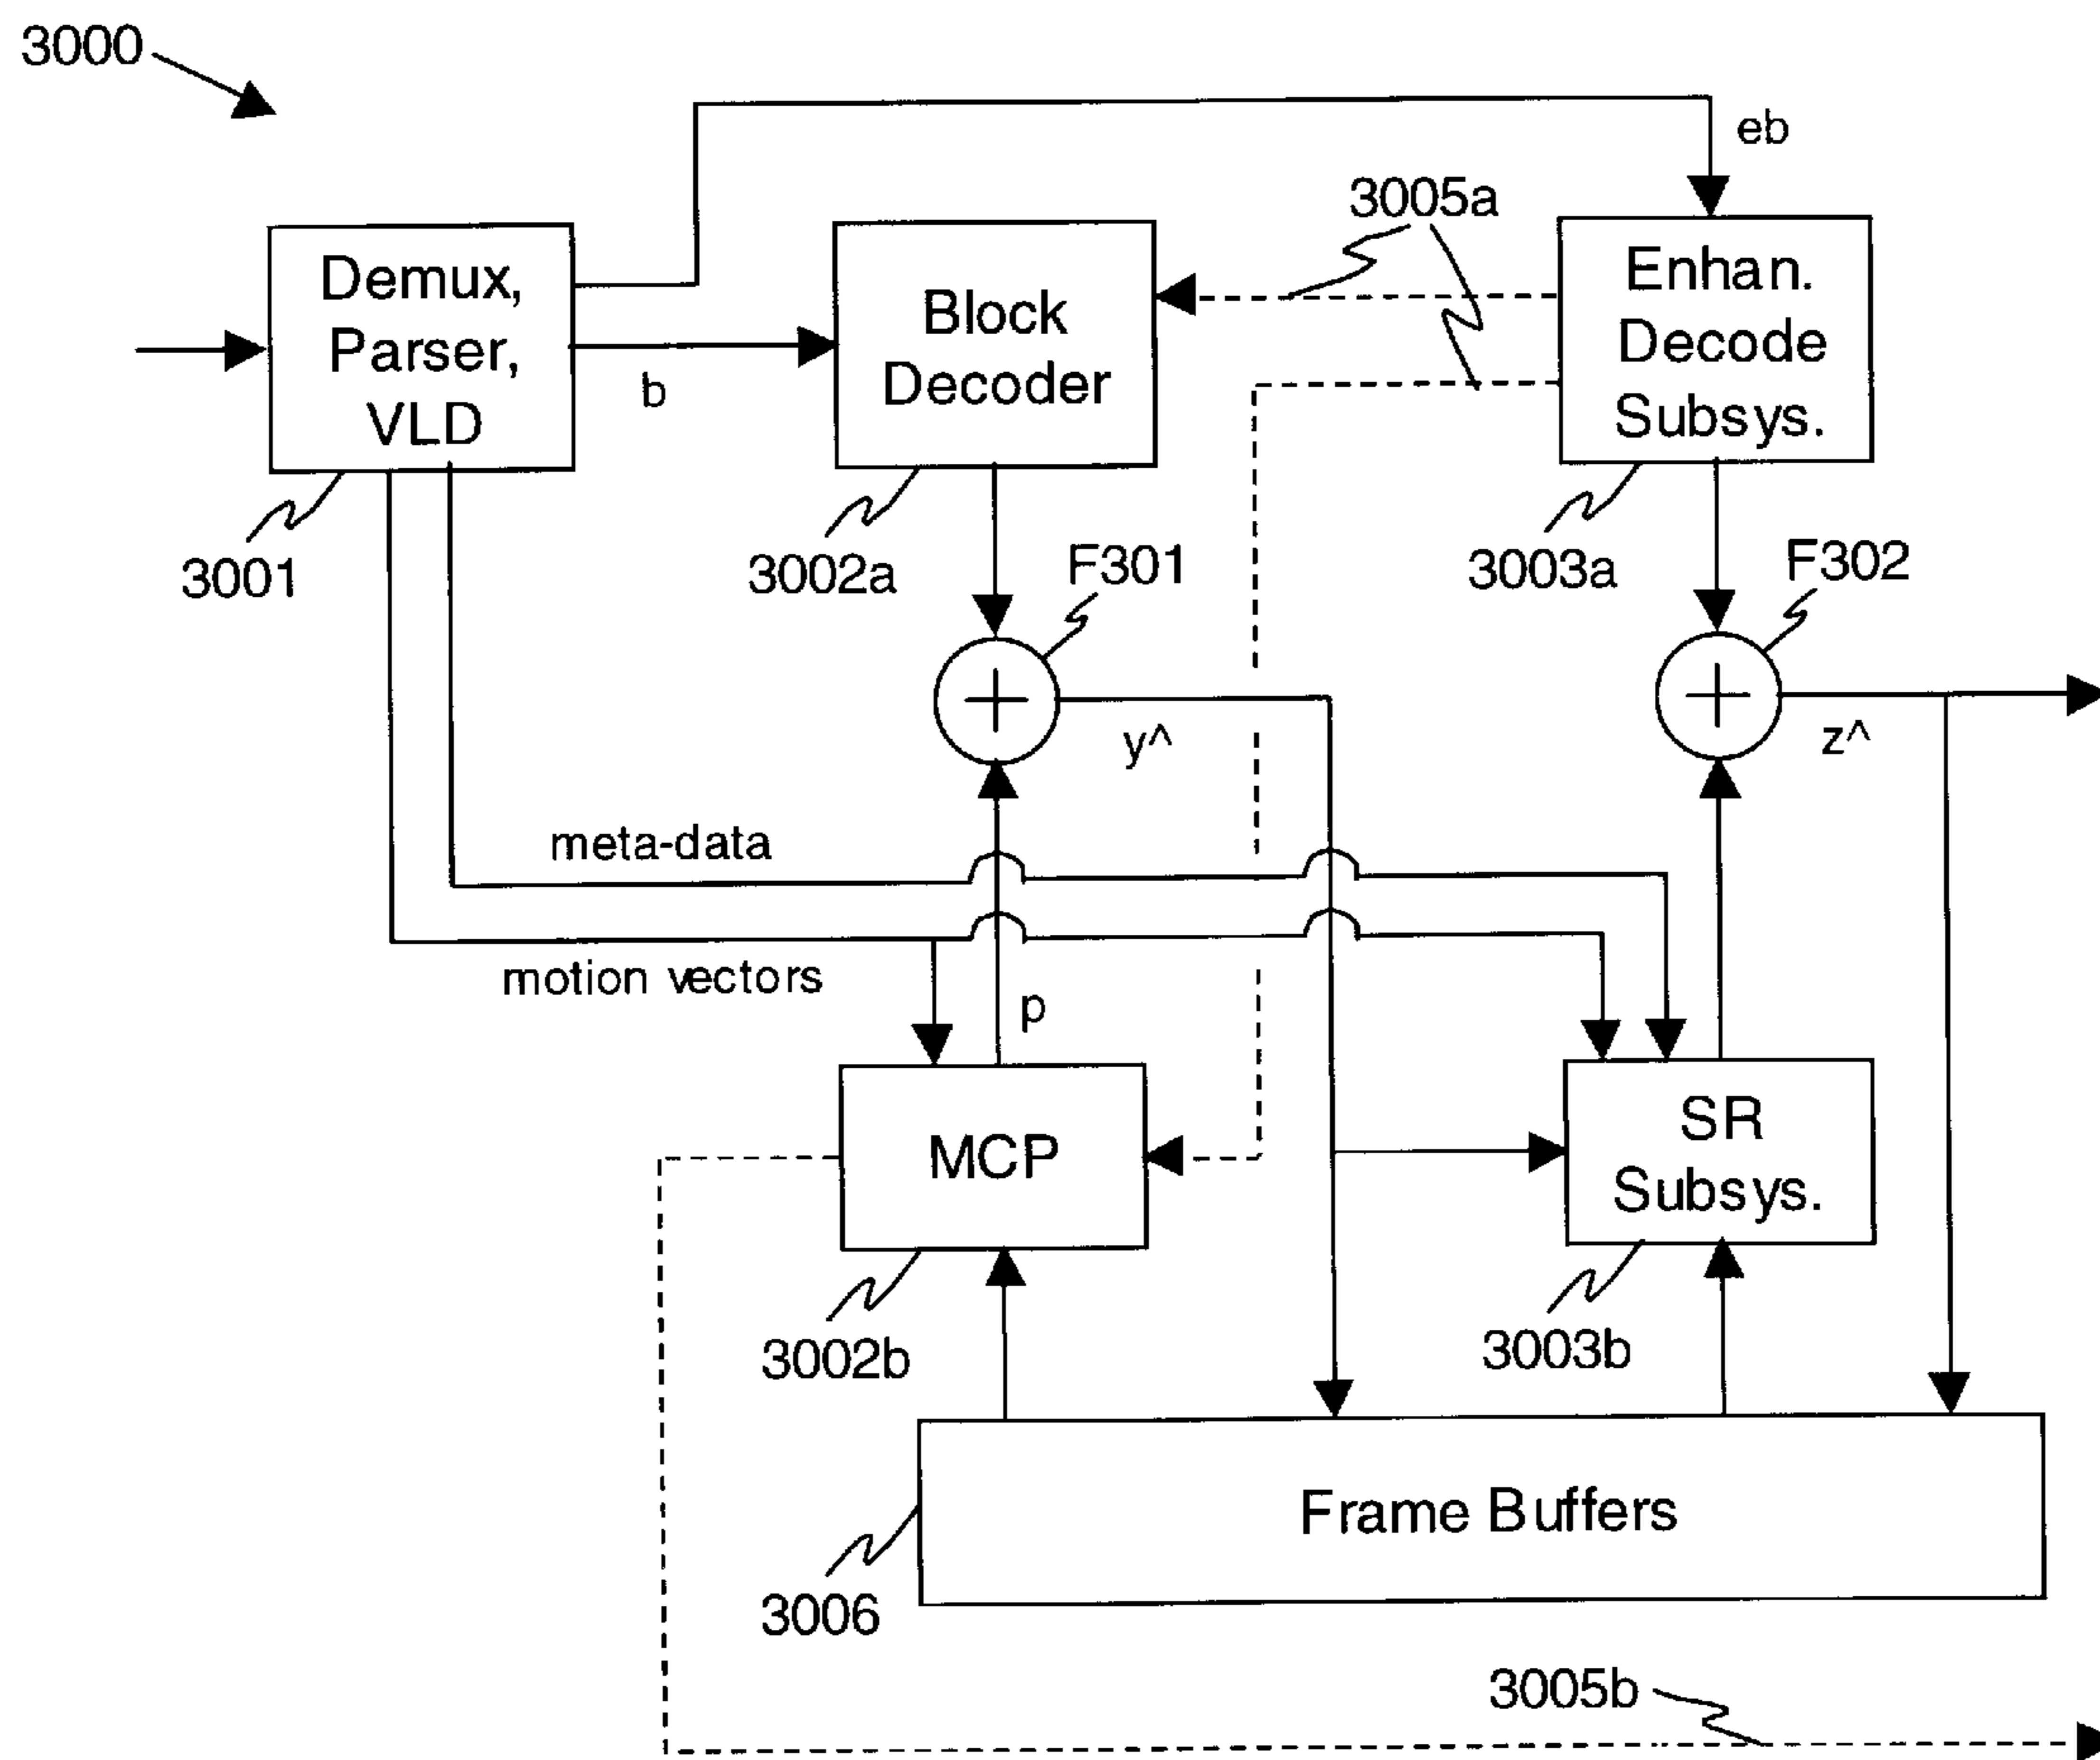 3000
eb
3005a
Demux,
Parser,
VLD
Block
Decoder
Enhan.
Decode
Subsys.
b
3001
3002a
F301
3003a
F302
y^
z^
meta-data
motion vectors
p
MCP
SR
Subsys.
3002b
3003b
Frame Buffers
3006
3005b